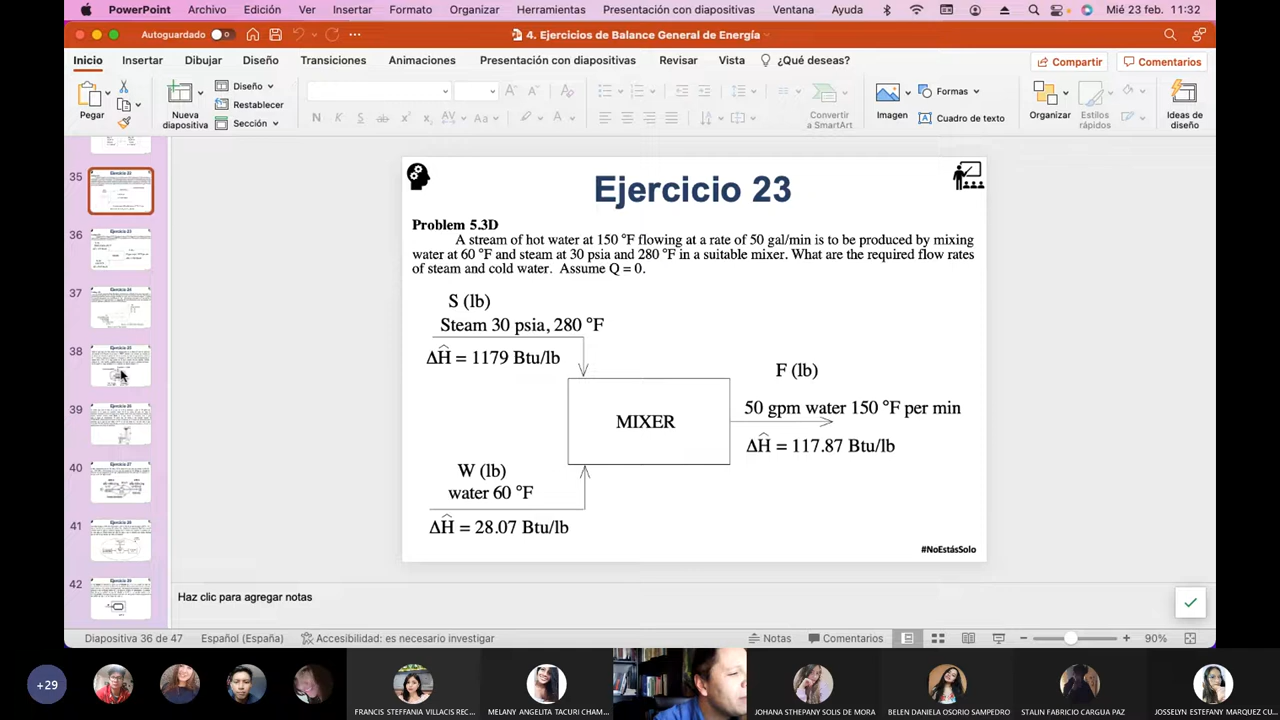 PowerPoint Archivo Edición Ver Insertar Formato Organizar Herramientas Presentación con diapositivas Ventana Ayuda Mié 23 feb. 11:32
Autoguardado 4. Ejercicios de Balance General de Energía
Inicio Insertar Dibujar Diseño Transiciones Animaciones Presentación con diapositivas Revisar Vista ¿Qué deseas? Compartir Comentarios
Pegar
Nueva diapositiva
Diseño
Restablecer
Sección
Convertir a SmartArt
Imagen
Formas
Cuadro de texto
Organizar
Estilos rápidos
Ideas de diseño
35
36
37
38
39
40
41
42
Ejercicio 23
Problem 5.3D
A stream of hot water at 150 °F flowing at a rate of 50 gal/min is to be produced by mixing
water at 60 °F and steam at 30 psia and 280 °F in a suitable mixer. What are the required flow rates
of steam and cold water. Assume Q = 0.
S (lb)
Steam 30 psia, 280 °F
ΔĤ = 1179 Btu/lb
F (lb)
50 gpm water 150 °F per min
MIXER
ΔĤ = 117.87 Btu/lb
W (lb)
water 60 °F
ΔĤ = 28.07 Btu/lb
#NoEstásSolo
Haz clic para agregar notas
Diapositiva 36 de 47 Español (España) Accesibilidad: es necesario investigar Notas Comentarios 90%
+29
FRANCIS STEFFANIA VILLACIS REC... MELANY ANGELITA TACURI CHAM... JOHANA STHEPANY SOLIS DE MORA BELEN DANIELA OSORIO SAMPEDRO STALIN FABRICIO CARGUA PAZ JOSSELYN ESTEFANY MARQUEZ CU...